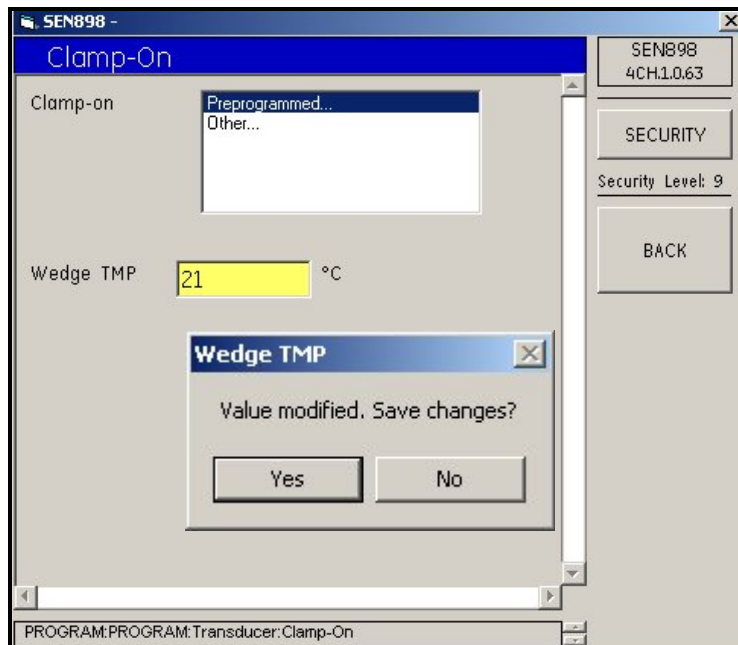 SEN898 -
Clamp-On
SEN898
4CH.1.0.63
Clamp-on
Preprogrammed...
Other...
SECURITY
Security Level: 9
BACK
Wedge TMP
21
°C
Wedge TMP
Value modified. Save changes?
Yes
No
PROGRAM:PROGRAM:Transducer:Clamp-On